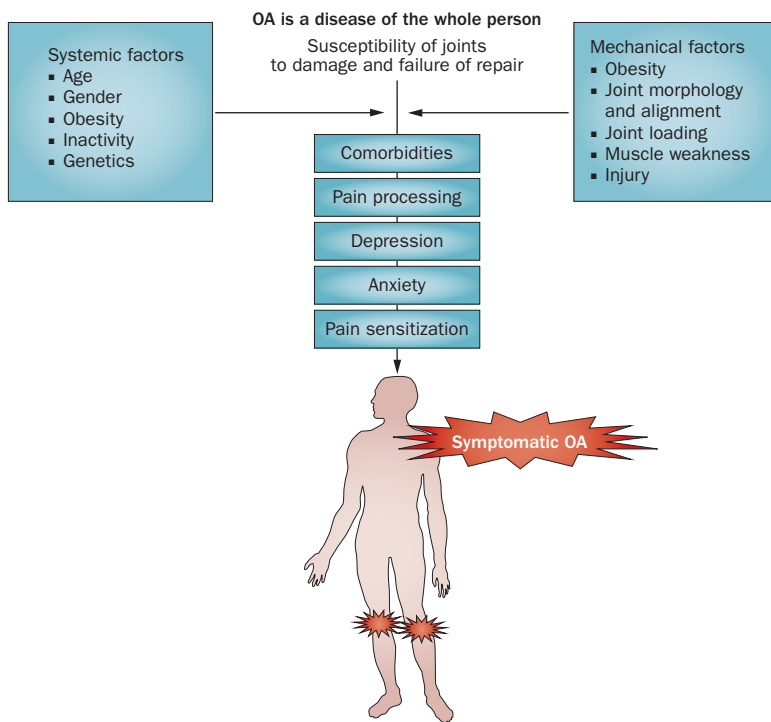 OA is a disease of the whole person
Susceptibility of joints
to damage and failure of repair
Systemic factors
▪ Age
▪ Gender
▪ Obesity
▪ Inactivity
▪ Genetics
Mechanical factors
▪ Obesity
▪ Joint morphology
and alignment
▪ Joint loading
▪ Muscle weakness
▪ Injury
Comorbidities
Pain processing
Depression
Anxiety
Pain sensitization
Symptomatic OA